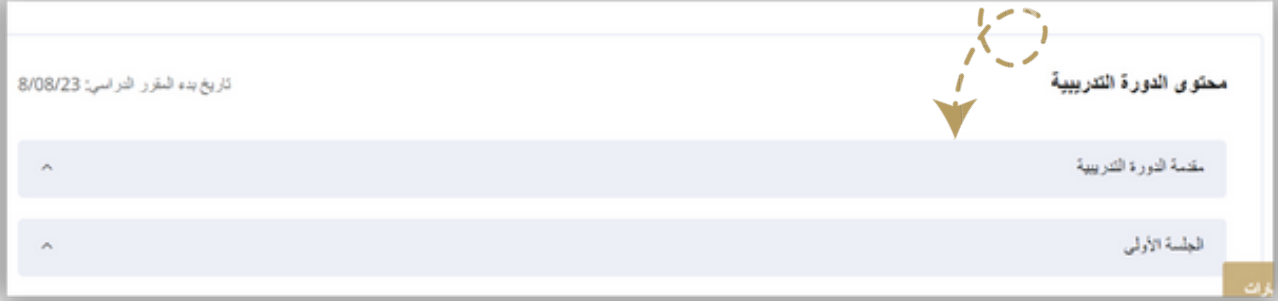 محتوى الدورة التدريبية
تاريخ بدء المقرر الدراسي: 8/08/23
مقدمة الدورة التدريبية
الجلسة الأولى